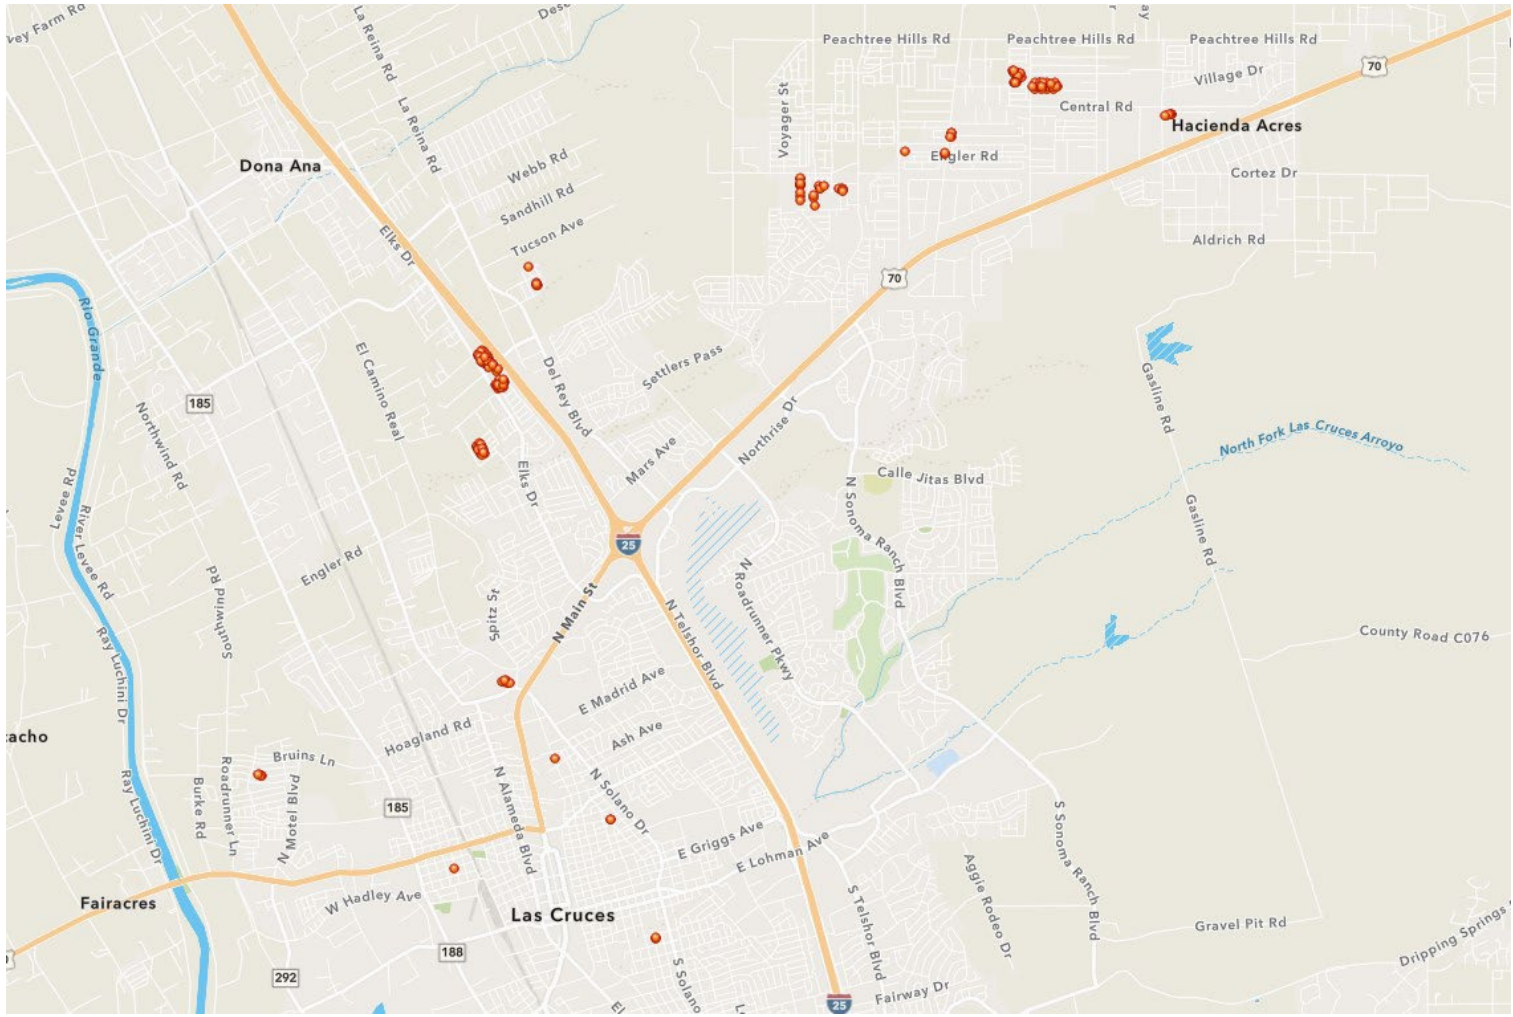 La Reina Rd
Peachtree Hills Rd
Peachtree Hills Rd
Peachtree Hills Rd
70
Village Dr
Voyager St
Central Rd
La Reina Rd
Hacienda Acres
Dona Ana
Webb Rd
Engler Rd
Cortez Dr
Sandhill Rd
Tucson Ave
Elks Dr
Aldrich Rd
70
Rio Grande
El Camino Real
Del Rey Blvd
Settlers Pass
Gasline Rd
185
Northwind Rd
Northrise Dr
North Fork Las Cruces Arroyo
Mars Ave
Elks Dr
Calle Jitas Blvd
Levee Rd
River Levee Rd
N Sonoma Ranch Blvd
Gasline Rd
25
Engler Rd
Southwind Rd
Spitz St
N Main St
N Roadrunner Pkwy
N Telshor Blvd
County Road C076
Ray Luchini Dr
E Madrid Ave
Hoagland Rd
Ash Ave
Bruins Ln
Ray Luchini Dr
Burke Rd
Roadrunner Ln
N Motel Blvd
185
N Alameda Blvd
N Solano Dr
E Griggs Ave
E Lohman Ave
S Sonoma Ranch Blvd
Aggie Rodeo Dr
Fairacres
W Hadley Ave
Las Cruces
S Telshor Blvd
Gravel Pit Rd
Dripping Springs
188
292
S Solano
25
Fairway Dr